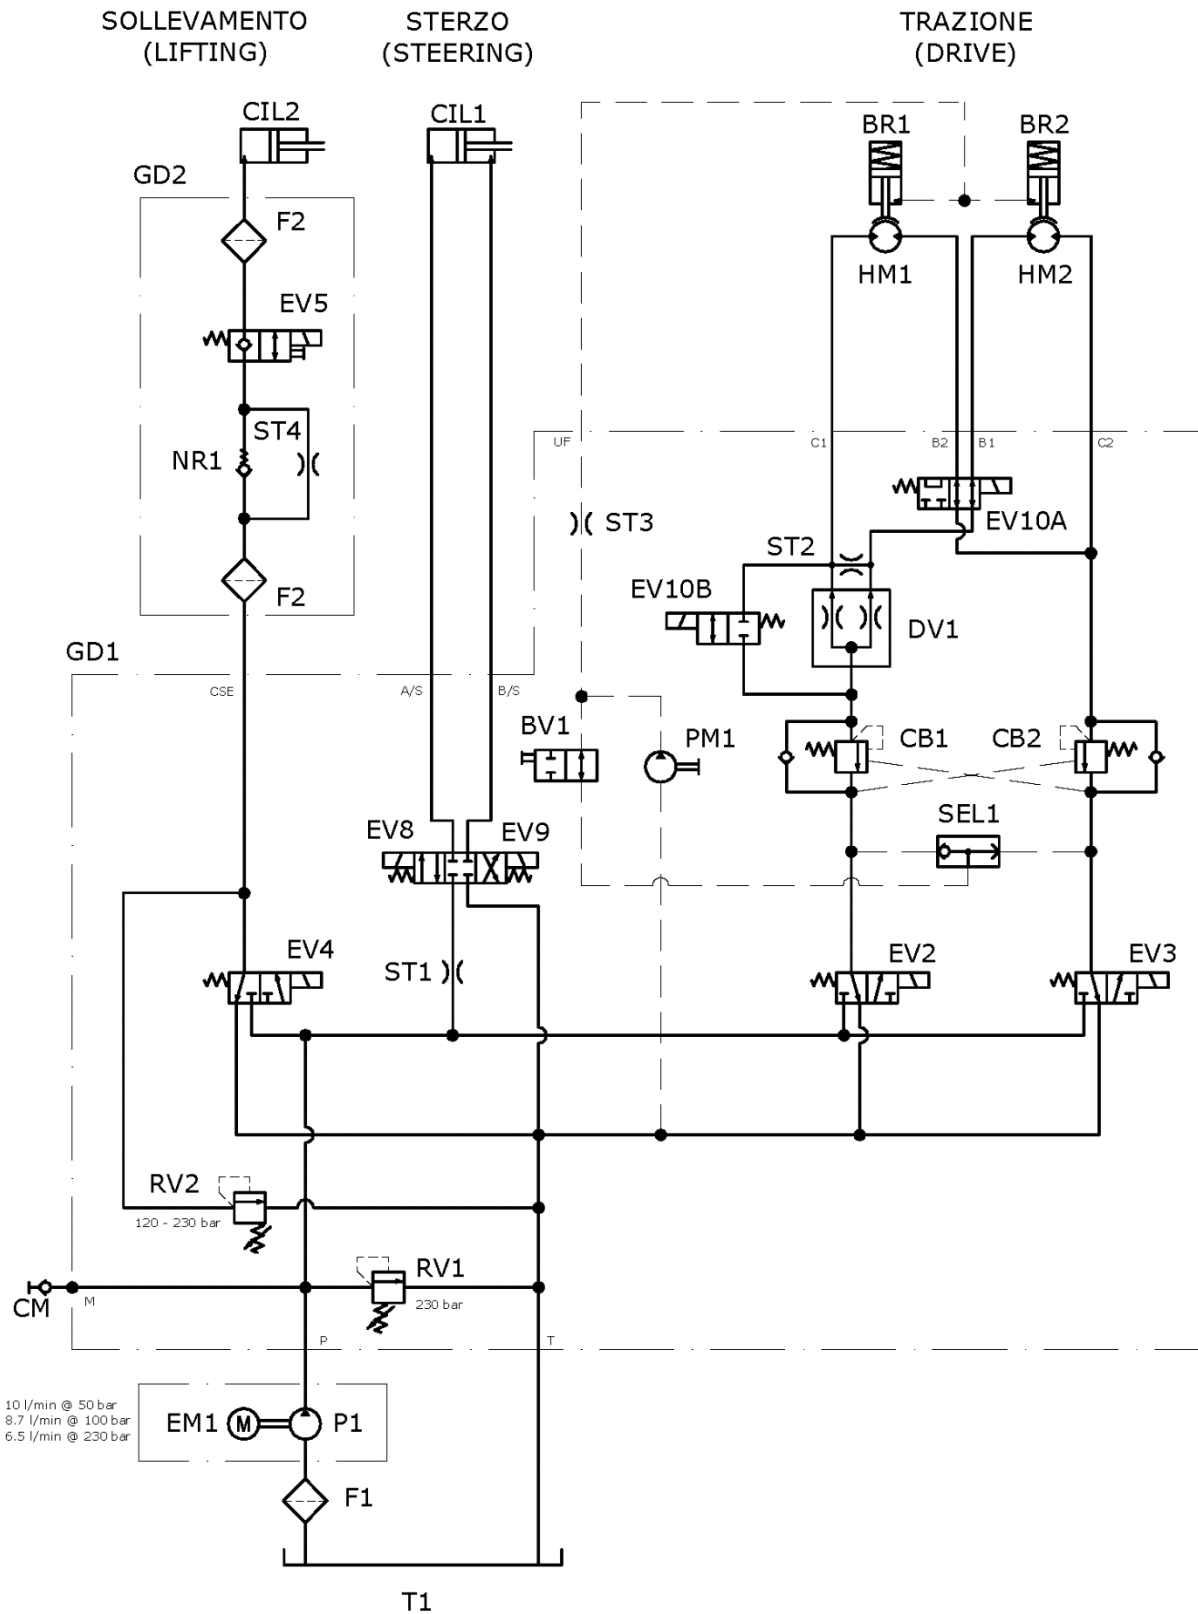 SOLLEVAMENTO
(LIFTING)
STERZO
(STEERING)
TRAZIONE
(DRIVE)
CIL2
CIL1
BR1
BR2
GD2
F2
HM1
HM2
EV5
ST4
NR1
UF
C1
B2
B1
C2
ST3
EV10A
ST2
EV10B
F2
DV1
GD1
CSE
A/S
B/S
BV1
PM1
CB1
CB2
SEL1
EV8
EV9
EV4
ST1
EV2
EV3
RV2
120 - 230 bar
RV1
230 bar
CM
M
P
T
10 l/min @ 50 bar
8.7 l/min @ 100 bar
6.5 l/min @ 230 bar
EM1
M
P1
F1
T1